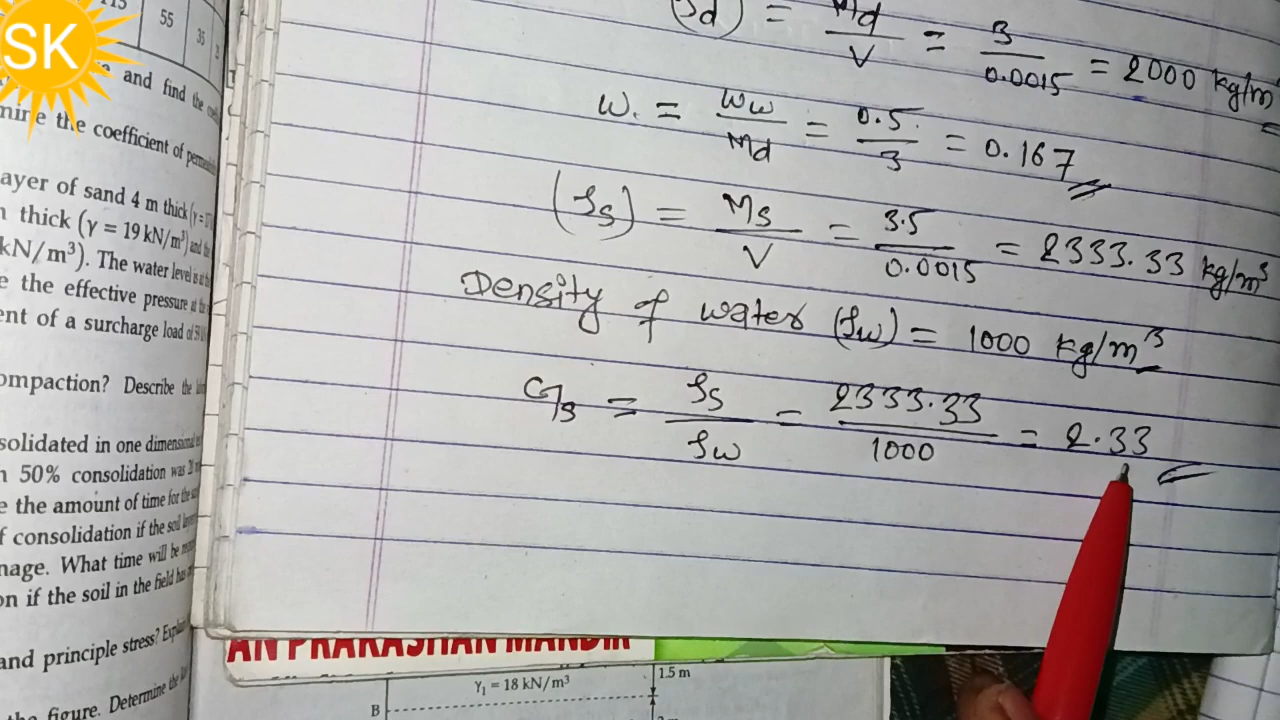 SK
55
35
and find the
the coefficient of
ayer of sand 4 m thick (γ =
thick (γ = 19 kN/m³) and
kN/m³). The water level is at the
e the effective pressure at the
ent of a surcharge load of
ompaction? Describe the
solidated in one dimensional
50% consolidation was
e the amount of time for the
f consolidation if the soil
nage. What time will be
on if the soil in the field has
and principle stress?
figure. Determine the
(ρd) = Md/V = 3/0.0015 = 2000 kg/m
w. = Ww/Md = 0.5/3 = 0.167
(ρs) = Ms/V = 3.5/0.0015 = 2333.33 kg/m³
Density of water (ρw) = 1000 kg/m³
Gs = ρs/ρw = 2333.33/1000 = 2.33
AN PRAKASHAN MANDIR
γ₁ = 18 kN/m³
1.5 m
B